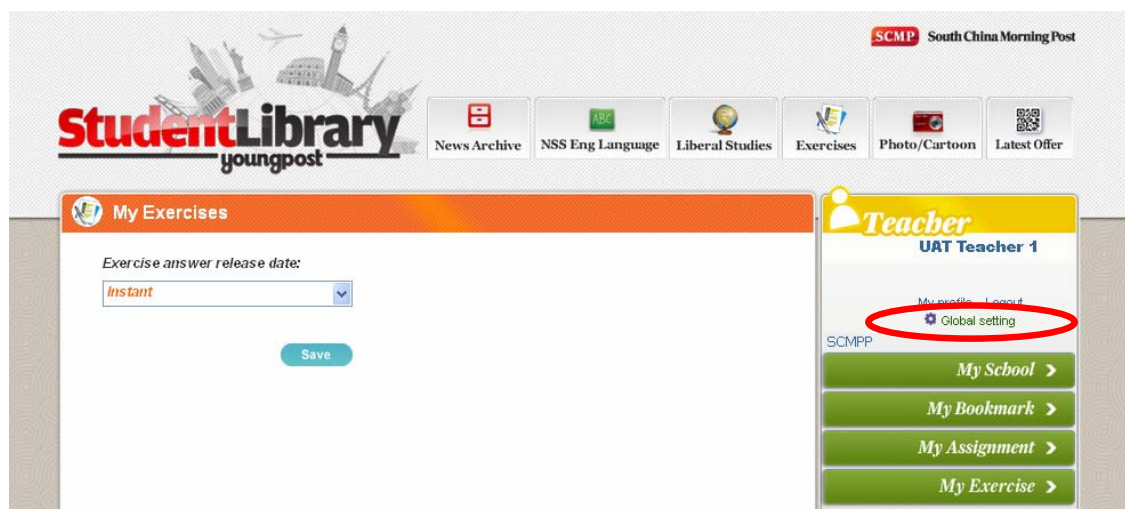 SCMP South China Morning Post
StudentLibrary
youngpost
News Archive
ABC
NSS Eng Language
Liberal Studies
Exercises
Photo/Cartoon
Latest Offer
My Exercises
Exercise answer release date:
Instant
Save
Teacher
UAT Teacher 1
My profile Logout
Global setting
SCMPP
My School
My Bookmark
My Assignment
My Exercise